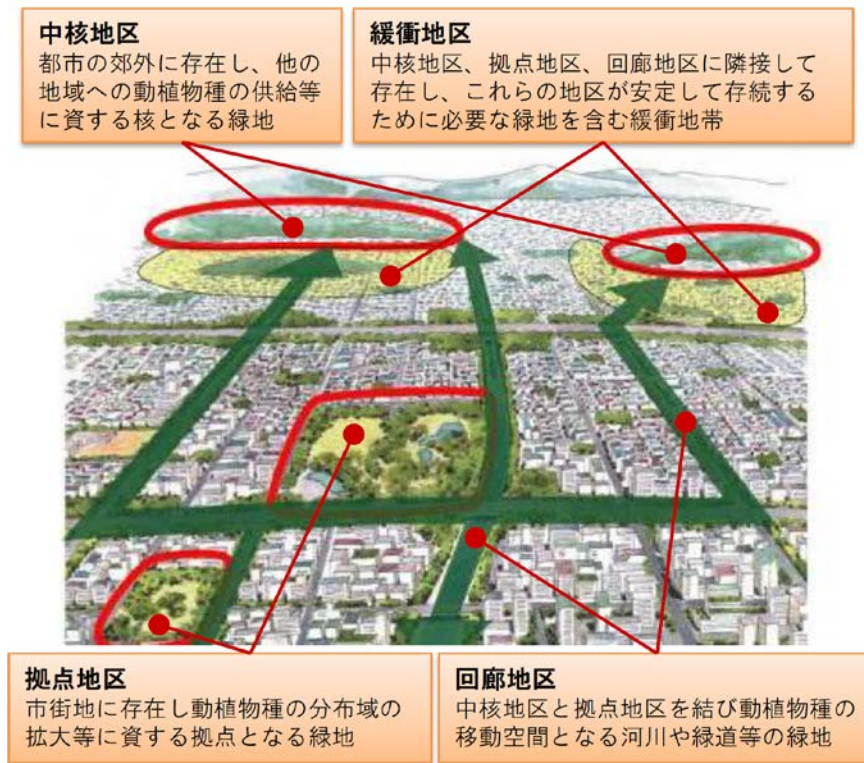 中核地区
都市の郊外に存在し、他の
地域への動植物種の供給等
に資する核となる緑地
緩衝地区
中核地区、拠点地区、回廊地区に隣接して
存在し、これらの地区が安定して存続する
ために必要な緑地を含む緩衝地帯
拠点地区
市街地に存在し動植物種の分布域の
拡大等に資する拠点となる緑地
回廊地区
中核地区と拠点地区を結び動植物種の
移動空間となる河川や緑道等の緑地